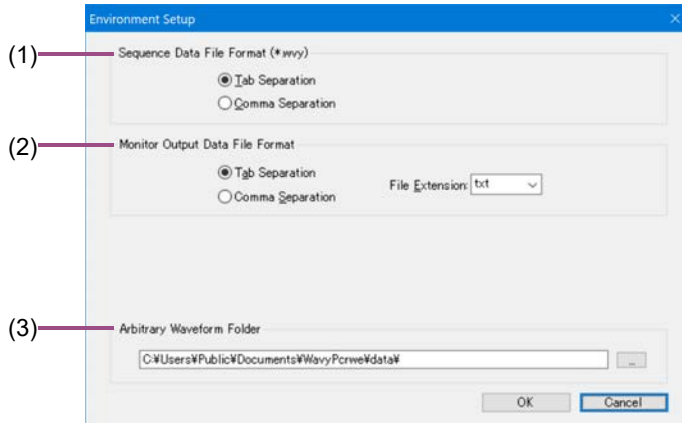 Environment Setup
(1) Sequence Data File Format (*.wvy)
Tab Separation
Comma Separation
(2) Monitor Output Data File Format
Tab Separation
File Extension: txt
Comma Separation
(3) Arbitrary Waveform Folder
C:¥Users¥Public¥Documents¥WavyPcrwe¥data¥ ...
OK Cancel